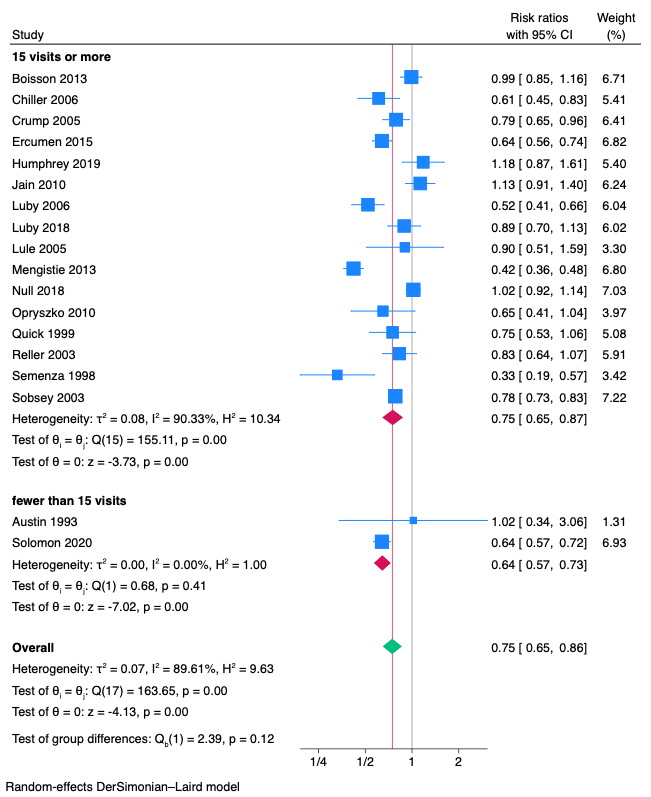 Risk ratios Weight
Study with 95% CI (%)
15 visits or more
Boisson 2013 0.99 [ 0.85, 1.16] 6.71
Chiller 2006 0.61 [ 0.45, 0.83] 5.41
Crump 2005 0.79 [ 0.65, 0.96] 6.41
Ercumen 2015 0.64 [ 0.56, 0.74] 6.82
Humphrey 2019 1.18 [ 0.87, 1.61] 5.40
Jain 2010 1.13 [ 0.91, 1.40] 6.24
Luby 2006 0.52 [ 0.41, 0.66] 6.04
Luby 2018 0.89 [ 0.70, 1.13] 6.02
Lule 2005 0.90 [ 0.51, 1.59] 3.30
Mengistie 2013 0.42 [ 0.36, 0.48] 6.80
Null 2018 1.02 [ 0.92, 1.14] 7.03
Opryszko 2010 0.65 [ 0.41, 1.04] 3.97
Quick 1999 0.75 [ 0.53, 1.06] 5.08
Reller 2003 0.83 [ 0.64, 1.07] 5.91
Semenza 1998 0.33 [ 0.19, 0.57] 3.42
Sobsey 2003 0.78 [ 0.73, 0.83] 7.22
Heterogeneity: τ² = 0.08, I² = 90.33%, H² = 10.34 0.75 [ 0.65, 0.87]
Test of θᵢ = θⱼ: Q(15) = 155.11, p = 0.00
Test of θ = 0: z = -3.73, p = 0.00
fewer than 15 visits
Austin 1993 1.02 [ 0.34, 3.06] 1.31
Solomon 2020 0.64 [ 0.57, 0.72] 6.93
Heterogeneity: τ² = 0.00, I² = 0.00%, H² = 1.00 0.64 [ 0.57, 0.73]
Test of θᵢ = θⱼ: Q(1) = 0.68, p = 0.41
Test of θ = 0: z = -7.02, p = 0.00
Overall 0.75 [ 0.65, 0.86]
Heterogeneity: τ² = 0.07, I² = 89.61%, H² = 9.63
Test of θᵢ = θⱼ: Q(17) = 163.65, p = 0.00
Test of θ = 0: z = -4.13, p = 0.00
Test of group differences: Q_b(1) = 2.39, p = 0.12
1/4 1/2 1 2
Random-effects DerSimonian–Laird model